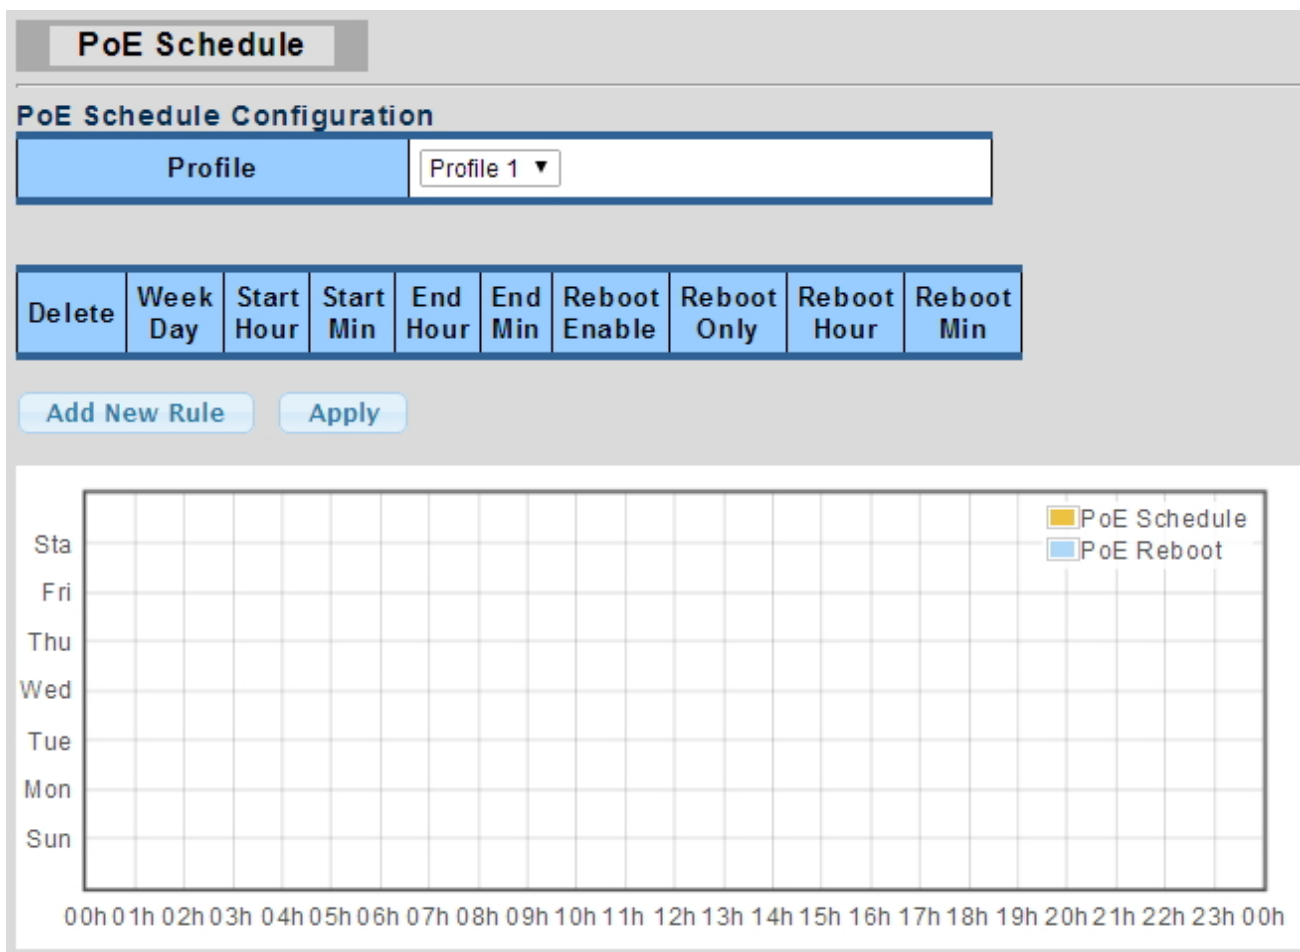 PoE Schedule
PoE Schedule Configuration
Profile Profile 1
Delete Week Day Start Hour Start Min End Hour End Min Reboot Enable Reboot Only Reboot Hour Reboot Min
Add New Rule Apply
PoE Schedule
PoE Reboot
Sta
Fri
Thu
Wed
Tue
Mon
Sun
00h 01h 02h 03h 04h 05h 06h 07h 08h 09h 10h 11h 12h 13h 14h 15h 16h 17h 18h 19h 20h 21h 22h 23h 00h